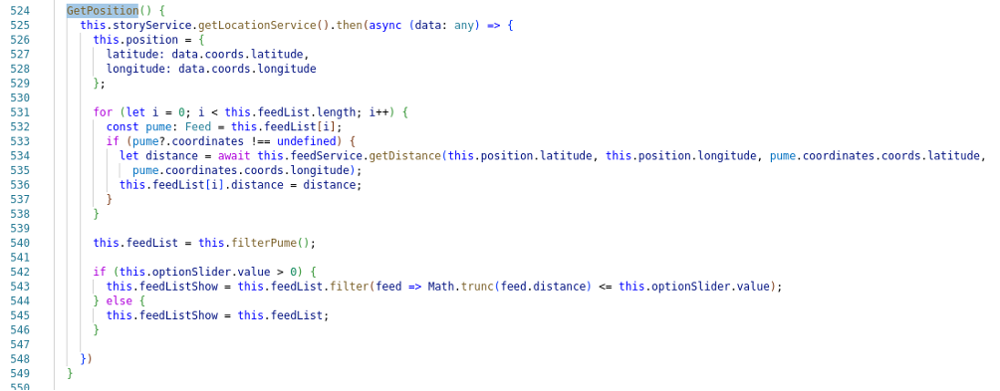 524 GetPosition() {
525 this.storyService.getLocationService().then(async (data: any) => {
526 this.position = {
527 latitude: data.coords.latitude,
528 longitude: data.coords.longitude
529 };
530
531 for (let i = 0; i < this.feedList.length; i++) {
532 const pume: Feed = this.feedList[i];
533 if (pume?.coordinates !== undefined) {
534 let distance = await this.feedService.getDistance(this.position.latitude, this.position.longitude, pume.coordinates.coords.latitude,
535 pume.coordinates.coords.longitude);
536 this.feedList[i].distance = distance;
537 }
538 }
539
540 this.feedList = this.filterPume();
541
542 if (this.optionSlider.value > 0) {
543 this.feedListShow = this.feedList.filter(feed => Math.trunc(feed.distance) <= this.optionSlider.value);
544 } else {
545 this.feedListShow = this.feedList;
546 }
547
548 })
549 }
550